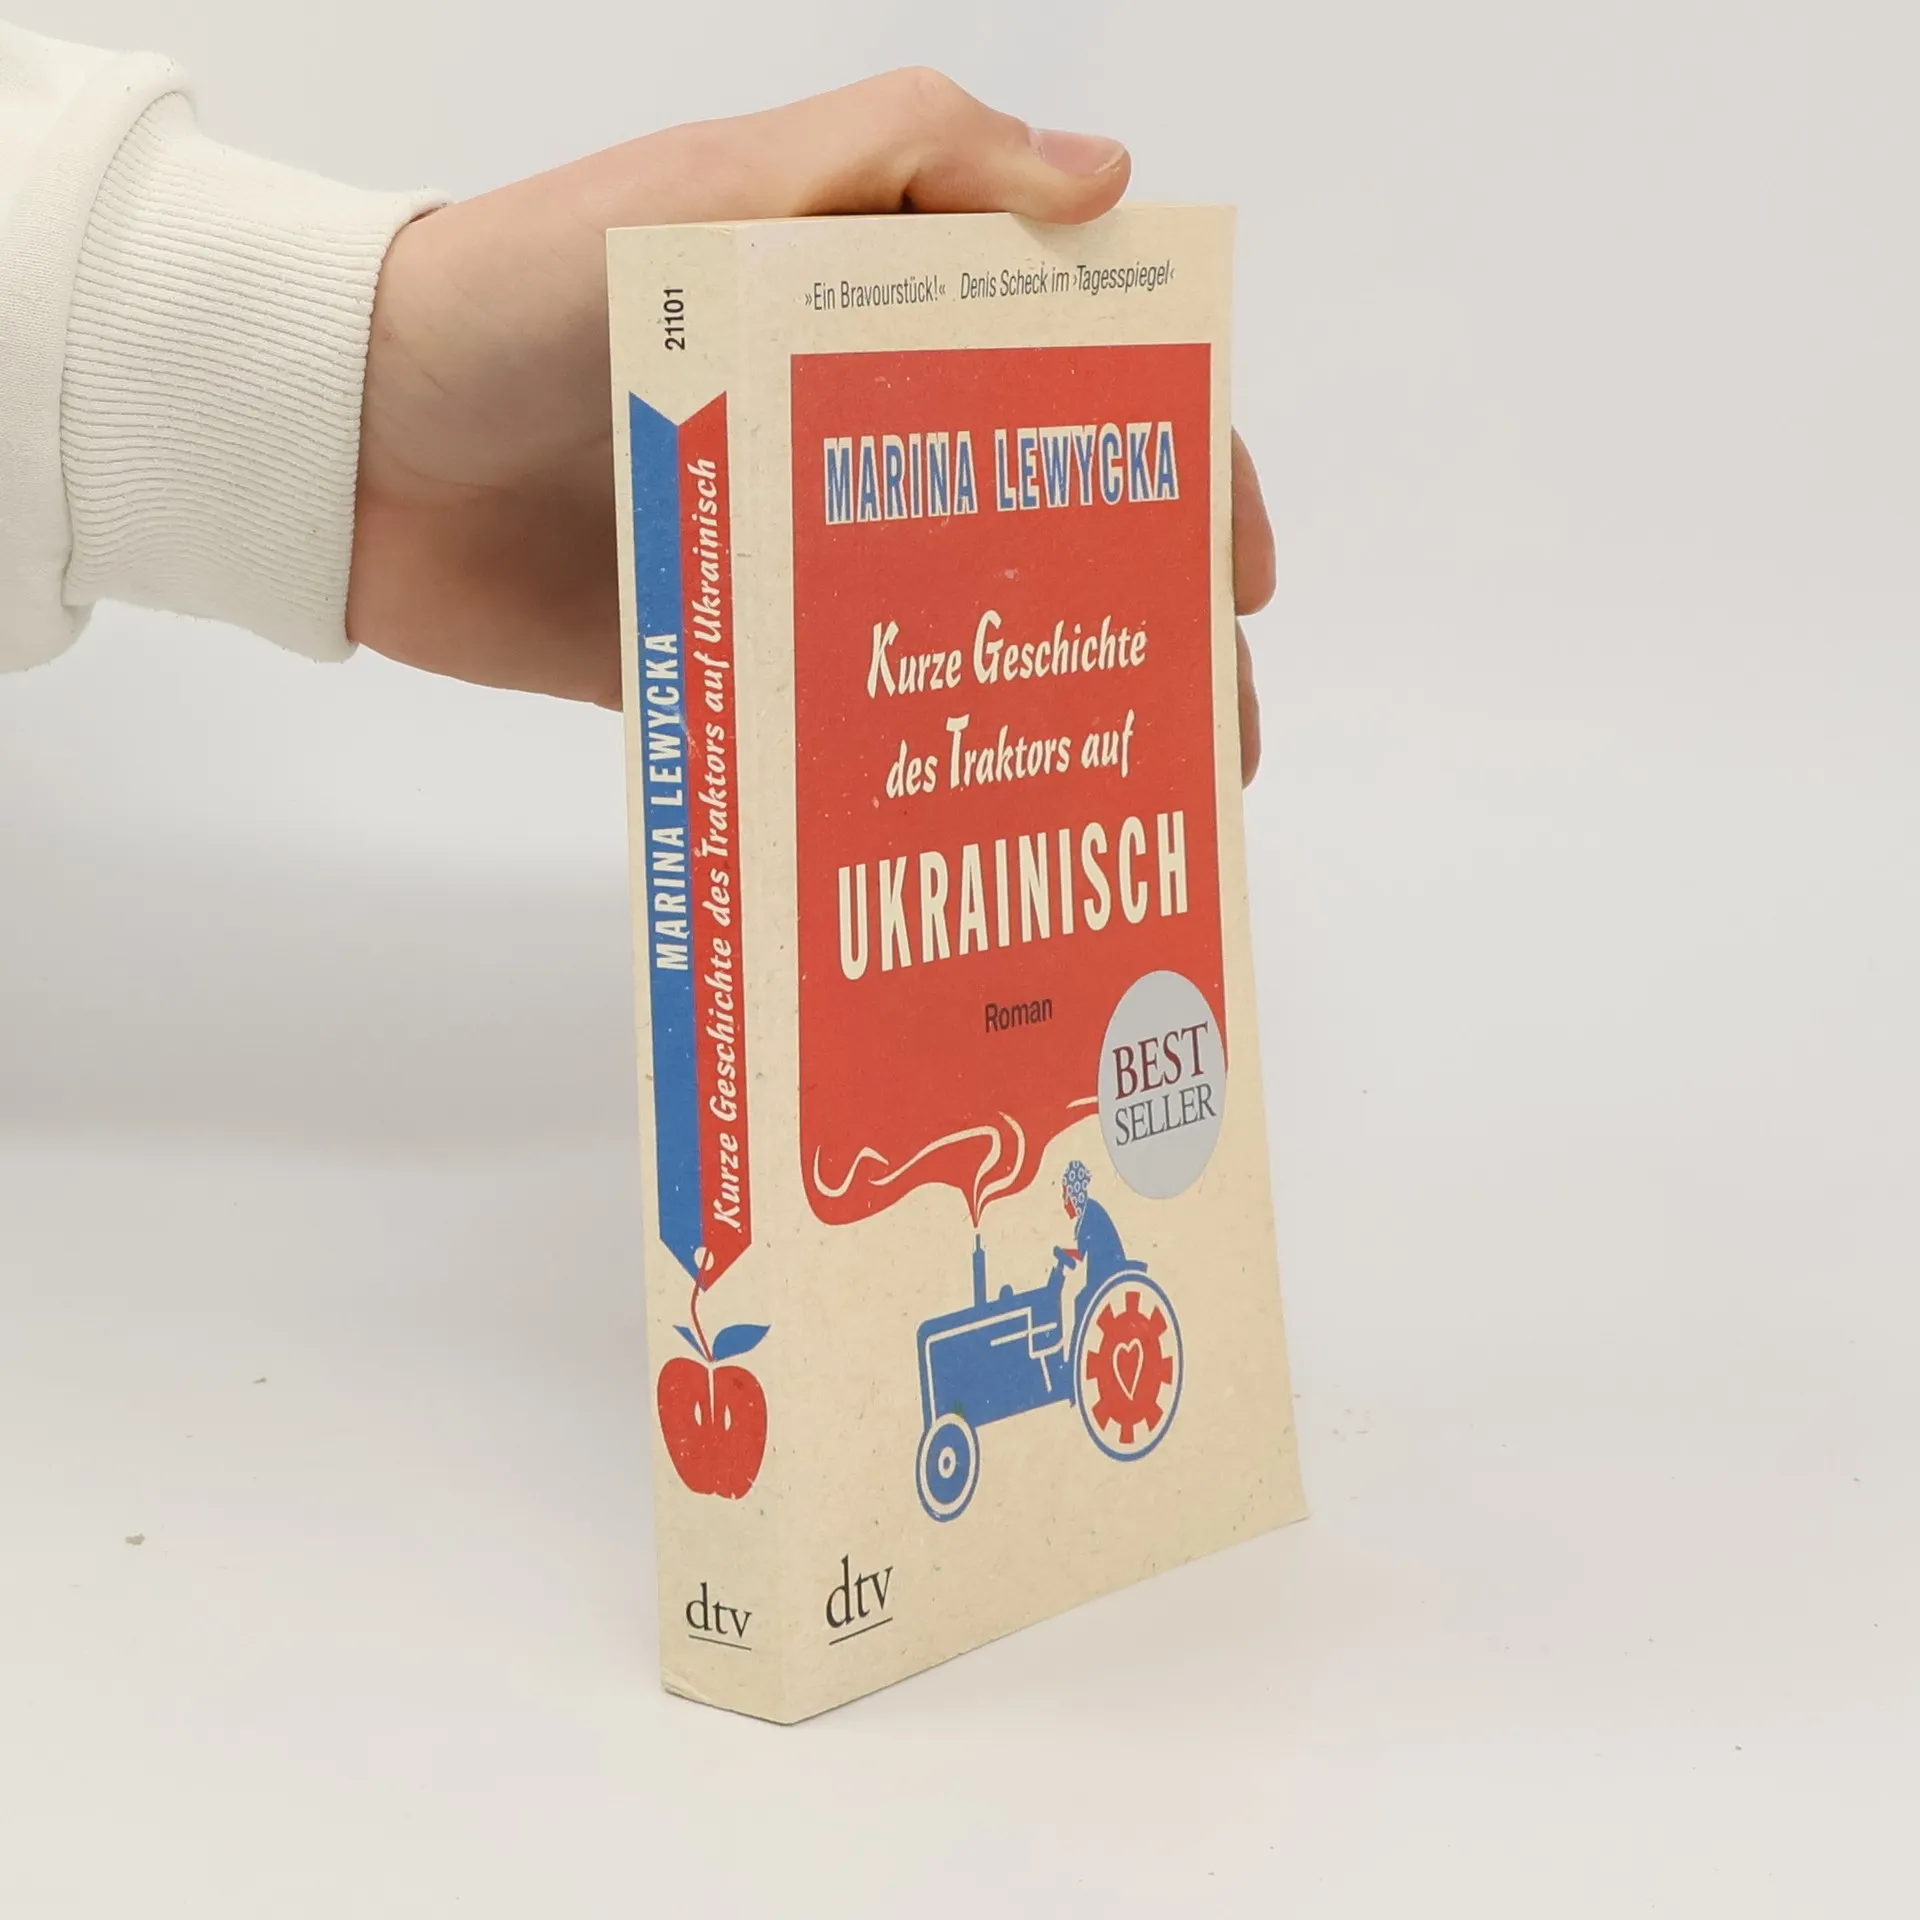 21101
MARINA LEWYCKA
Kurze Geschichte des Traktors auf Ukrainisch
dtv
»Ein Bravourstück!« Denis Scheck im ›Tagesspiegel‹
MARINA LEWYCKA
Kurze Geschichte
des Traktors auf
UKRAINISCH
Roman
BEST
SELLER
dtv